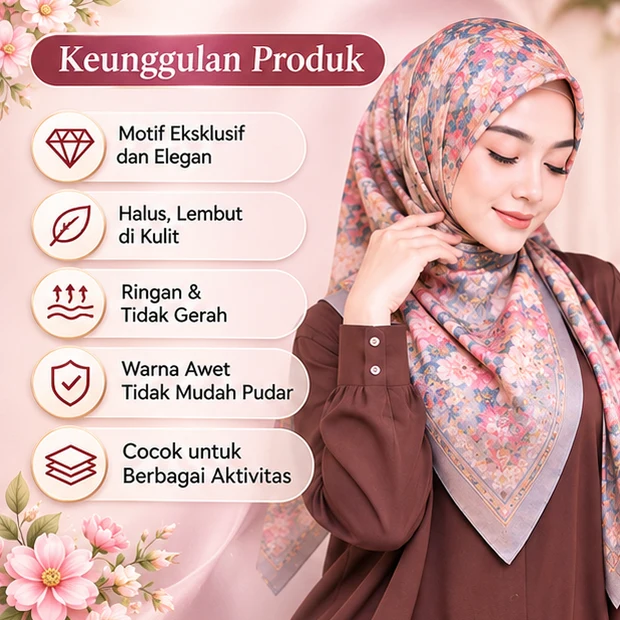 Keunggulan Produk
Motif Eksklusif
dan Elegan
Halus, Lembut
di Kulit
Ringan &
Tidak Gerah
Warna Awet
Tidak Mudah Pudar
Cocok untuk
Berbagai Aktivitas